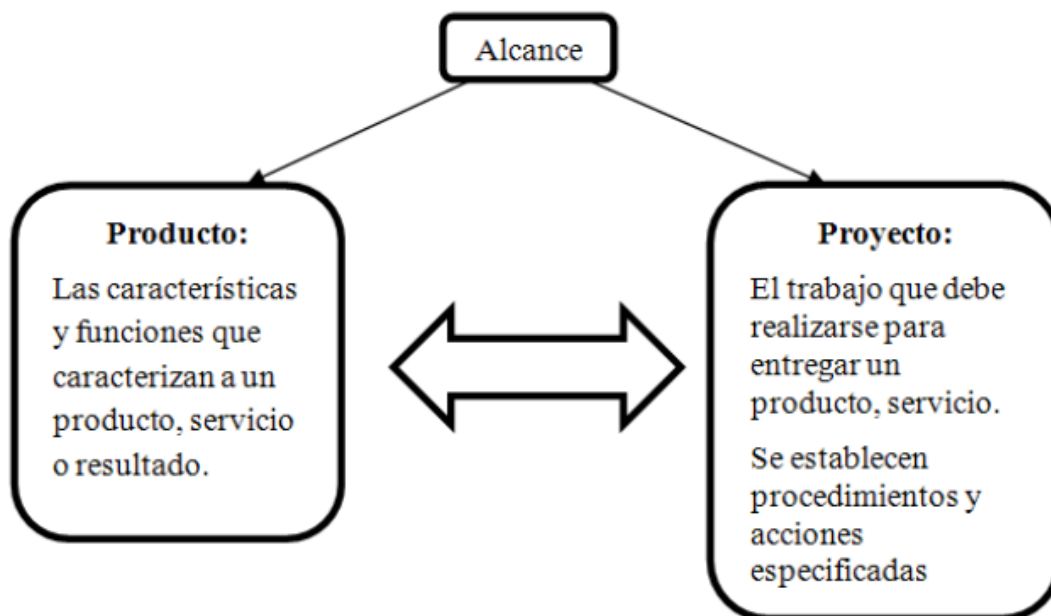 Alcance
Producto:
Las características
y funciones que
caracterizan a un
producto, servicio
o resultado.
Proyecto:
El trabajo que debe
realizarse para
entregar un
producto, servicio.
Se establecen
procedimientos y
acciones
especificadas